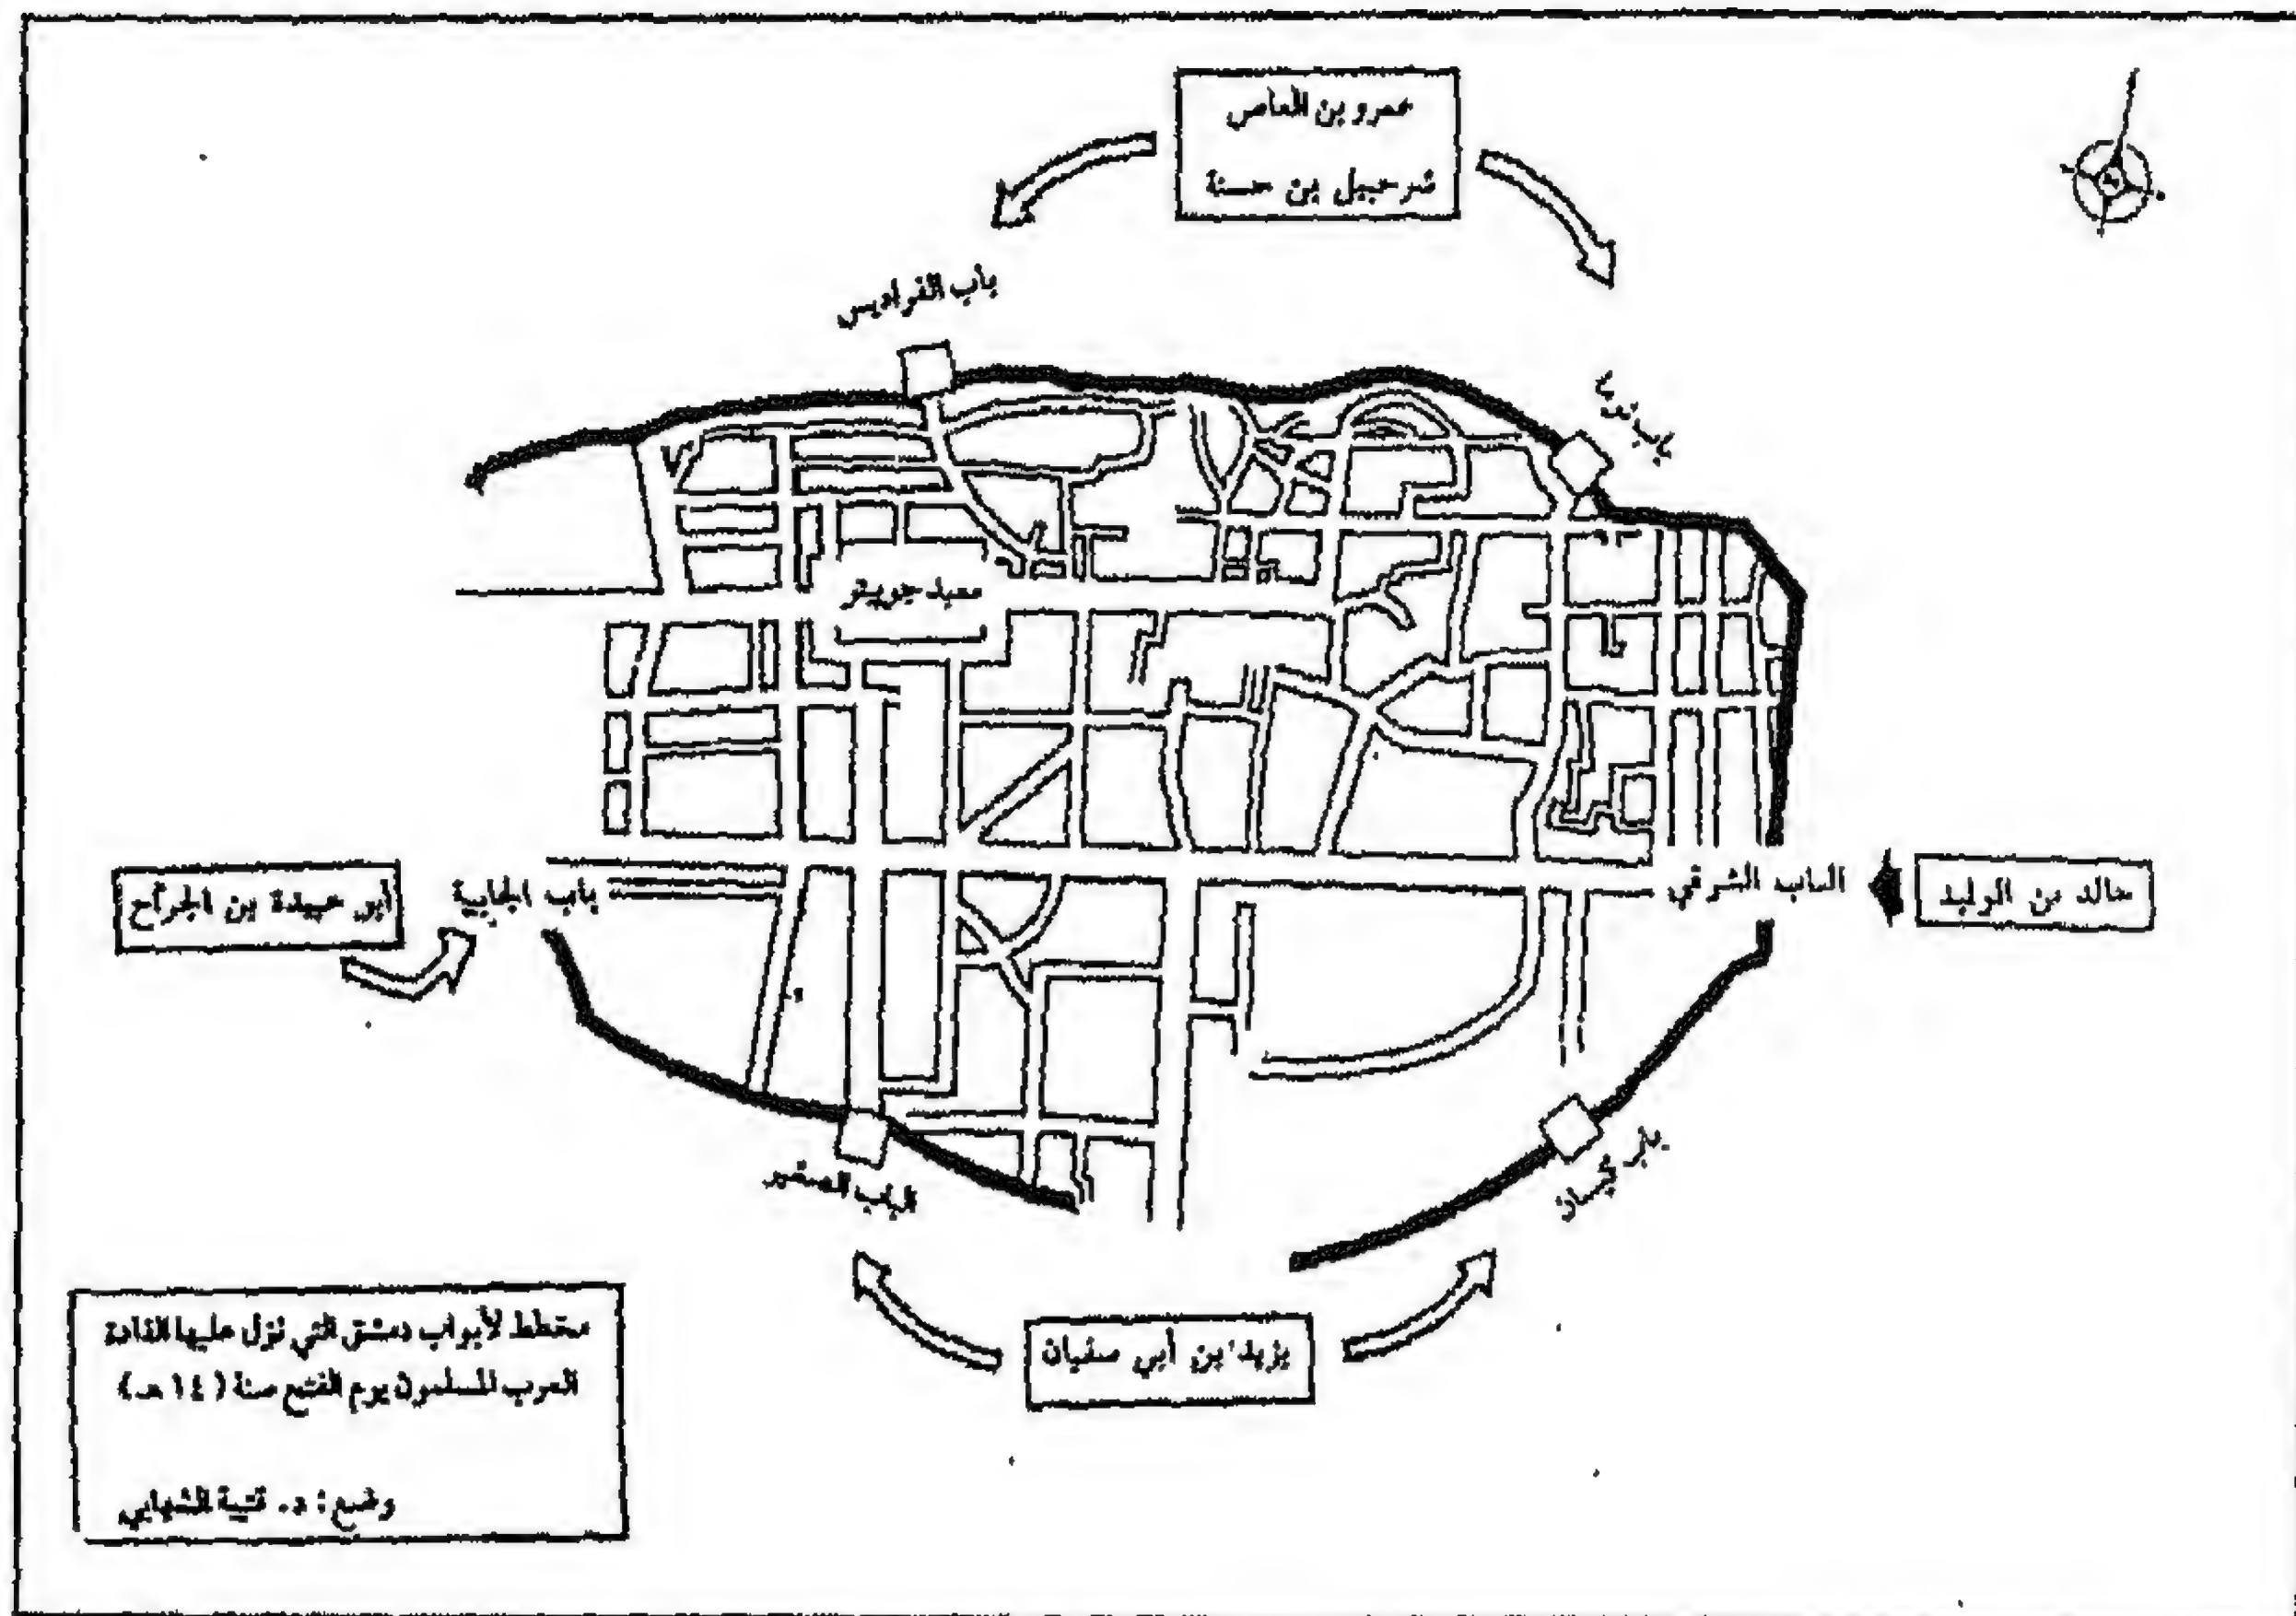 عمرو بن العاص
شرحبيل بن حسنة
باب الفراديس
باب توما
معبد جوبيتر
أبو عبيدة بن الجراح
باب الجابية
الباب الشرقي
خالد بن الوليد
الباب الصغير
باب كيسان
يزيد بن أبي سفيان
مخطط لأبواب دمشق التي نزل عليها القادة
العرب المسلمون يوم الفتح سنة (١٤ هـ)
وضع : د. قتيبة الشهابي